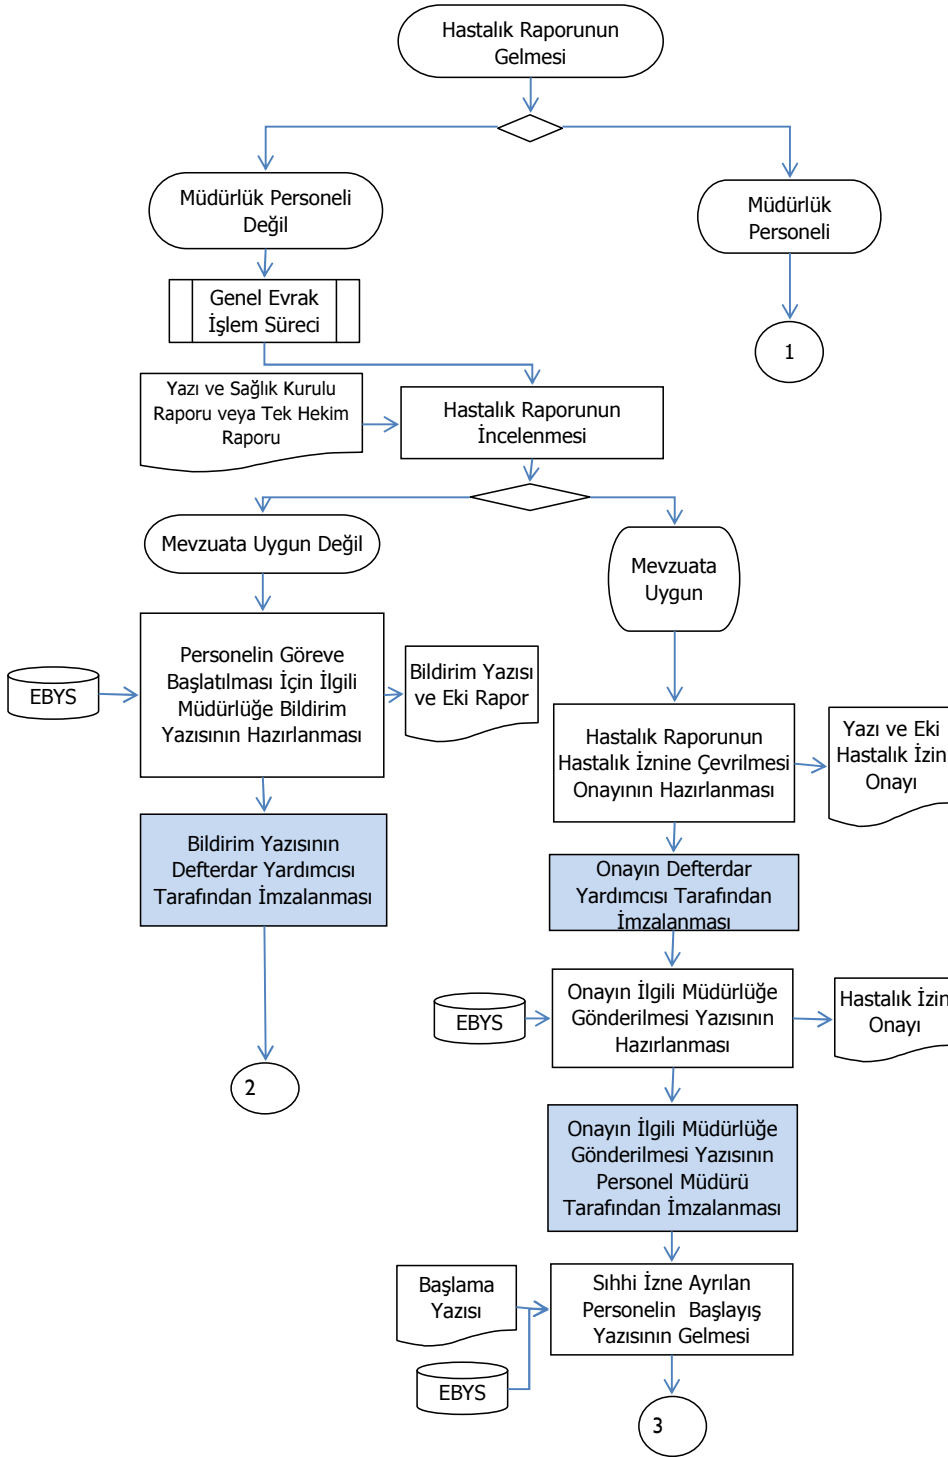 Hastalık Raporunun
Gelmesi
Müdürlük Personeli
Değil
Müdürlük
Personeli
Genel Evrak
İşlem Süreci
1
Yazı ve Sağlık Kurulu
Raporu veya Tek Hekim
Raporu
Hastalık Raporunun
İncelenmesi
Mevzuata Uygun Değil
Mevzuata
Uygun
EBYS
Personelin Göreve
Başlatılması İçin İlgili
Müdürlüğe Bildirim
Yazısının Hazırlanması
Bildirim Yazısı
ve Eki Rapor
Hastalık Raporunun
Hastalık İznine Çevrilmesi
Onayının Hazırlanması
Yazı ve Eki
Hastalık İzin
Onayı
Bildirim Yazısının
Defterdar Yardımcısı
Tarafından İmzalanması
Onayın Defterdar
Yardımcısı Tarafından
İmzalanması
EBYS
Onayın İlgili Müdürlüğe
Gönderilmesi Yazısının
Hazırlanması
Hastalık İzin
Onayı
2
Onayın İlgili Müdürlüğe
Gönderilmesi Yazısının
Personel Müdürü
Tarafından İmzalanması
Başlama
Yazısı
Sıhhi İzne Ayrılan
Personelin  Başlayış
Yazısının Gelmesi
EBYS
3